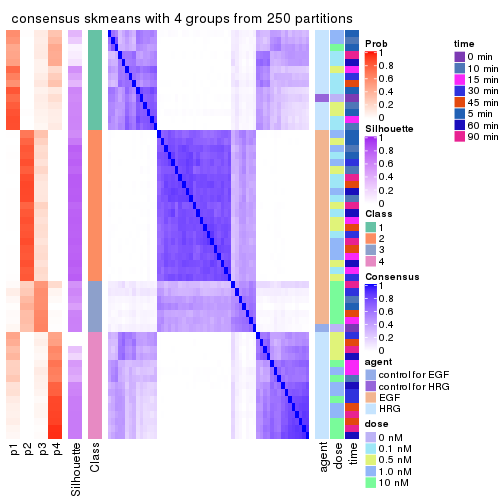 consensus skmeans with 4 groups from 250 partitions
Prob
1
0.8
0.6
0.4
0.2
0
Silhouette
1
0.8
0.6
0.4
0.2
0
Class
1
2
3
4
Consensus
1
0.8
0.6
0.4
0.2
0
agent
control for EGF
control for HRG
EGF
HRG
dose
0 nM
0.1 nM
0.5 nM
1.0 nM
10 nM
time
0 min
10 min
15 min
30 min
45 min
5 min
60 min
90 min
p1
p2
p3
p4
Silhouette
Class
agent
dose
time